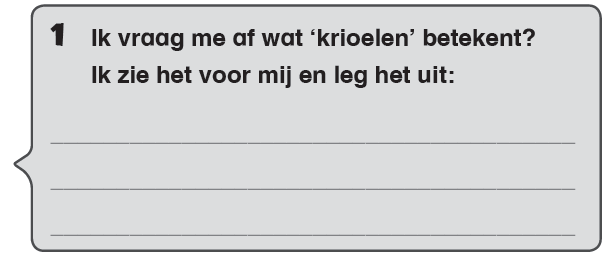 1 Ik vraag me af wat ‘krioelen’ betekent?
Ik zie het voor mij en leg het uit: